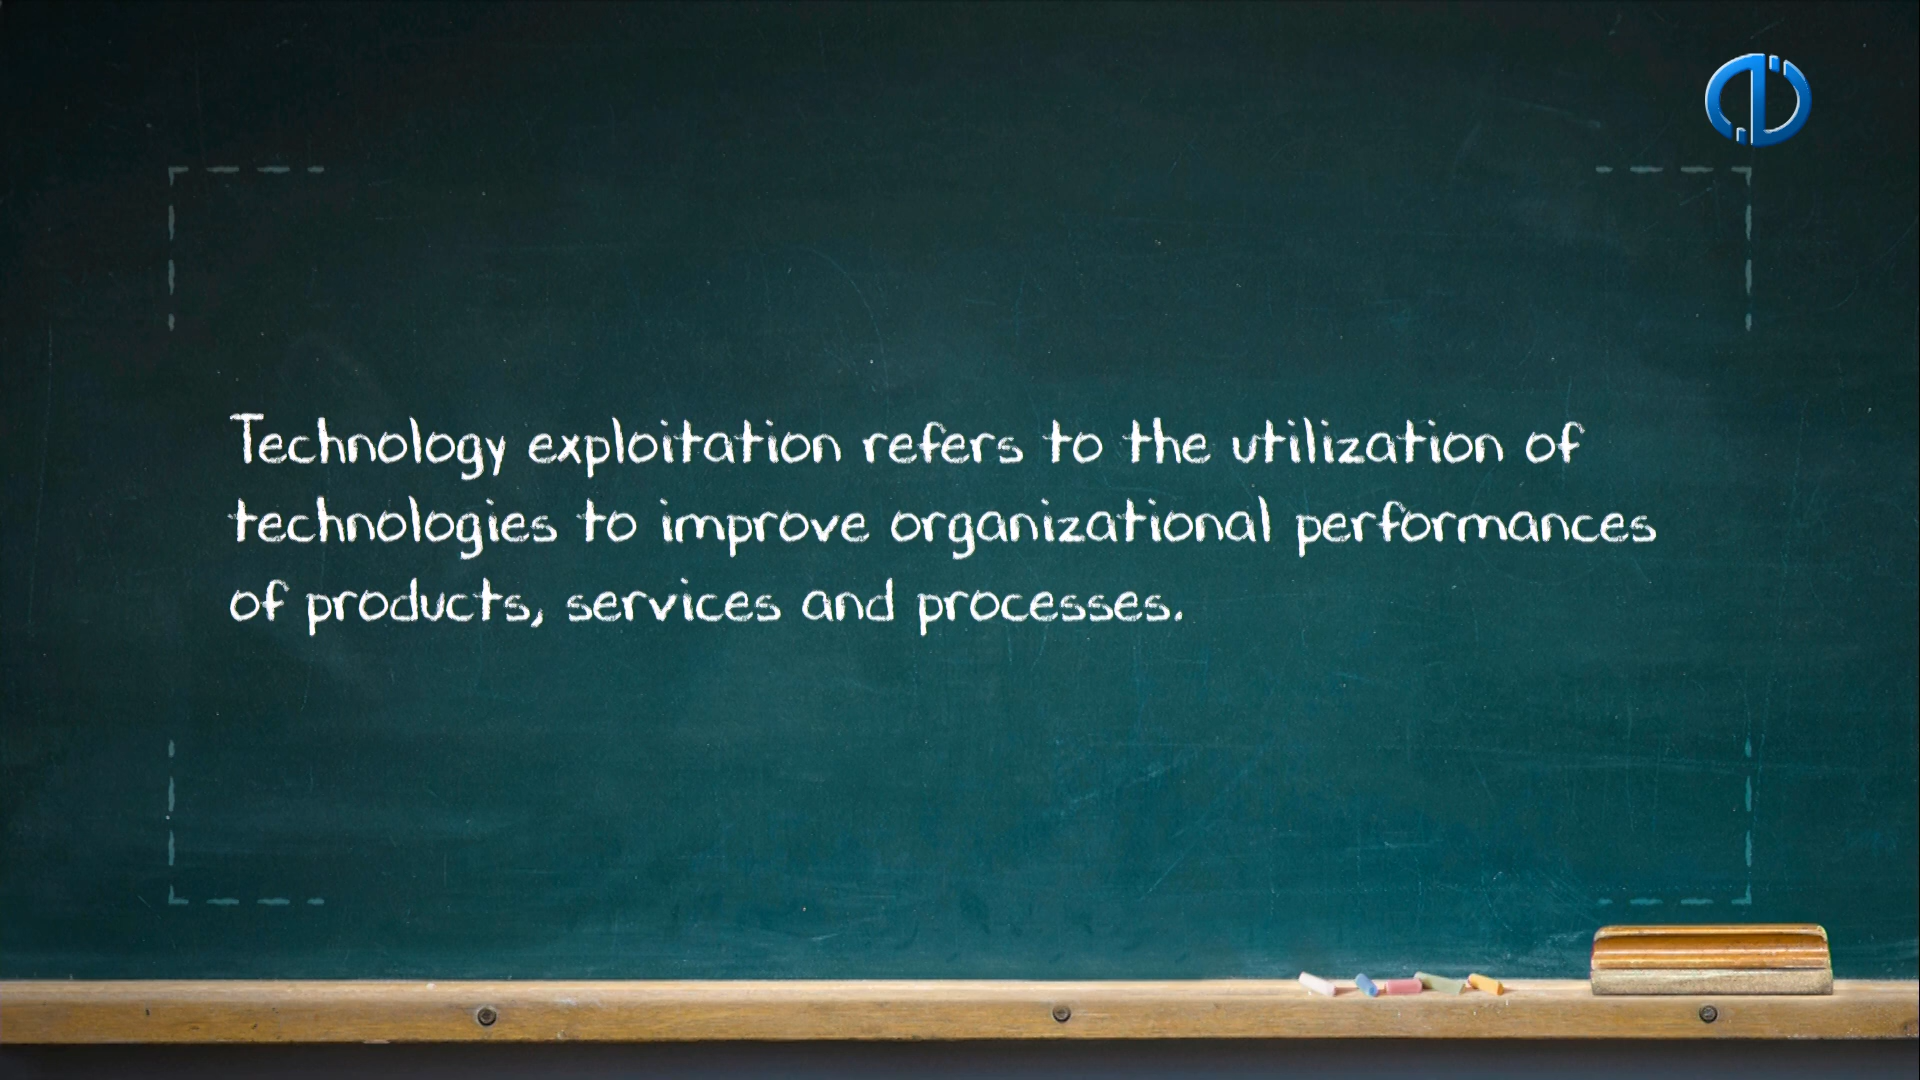 Technology exploitation refers to the utilization of
technologies to improve organizational performances
of products, services and processes.